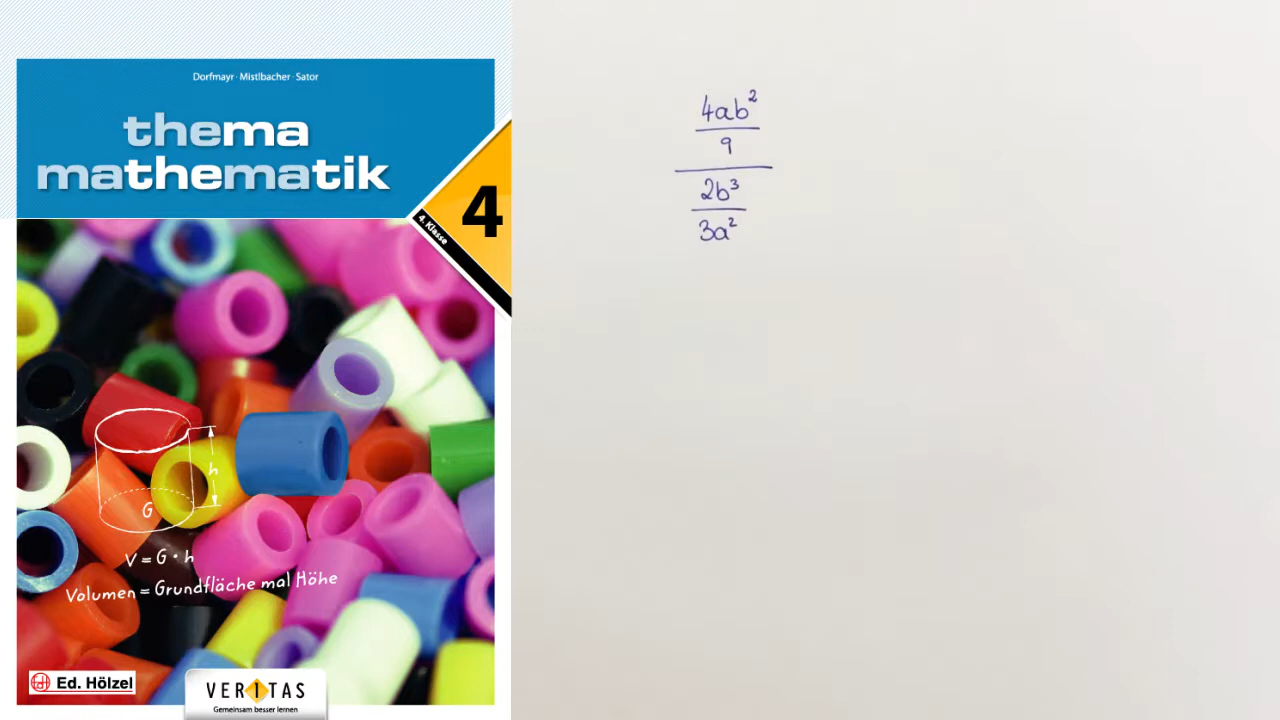 Dorfmayr · Mistlbacher · Sator
thema
mathematik
4
4. Klasse
h
G
V = G · h
Volumen = Grundfläche mal Höhe
Ed. Hölzel
VERITAS
Gemeinsam besser lernen
4ab²
9
2b³
3a²